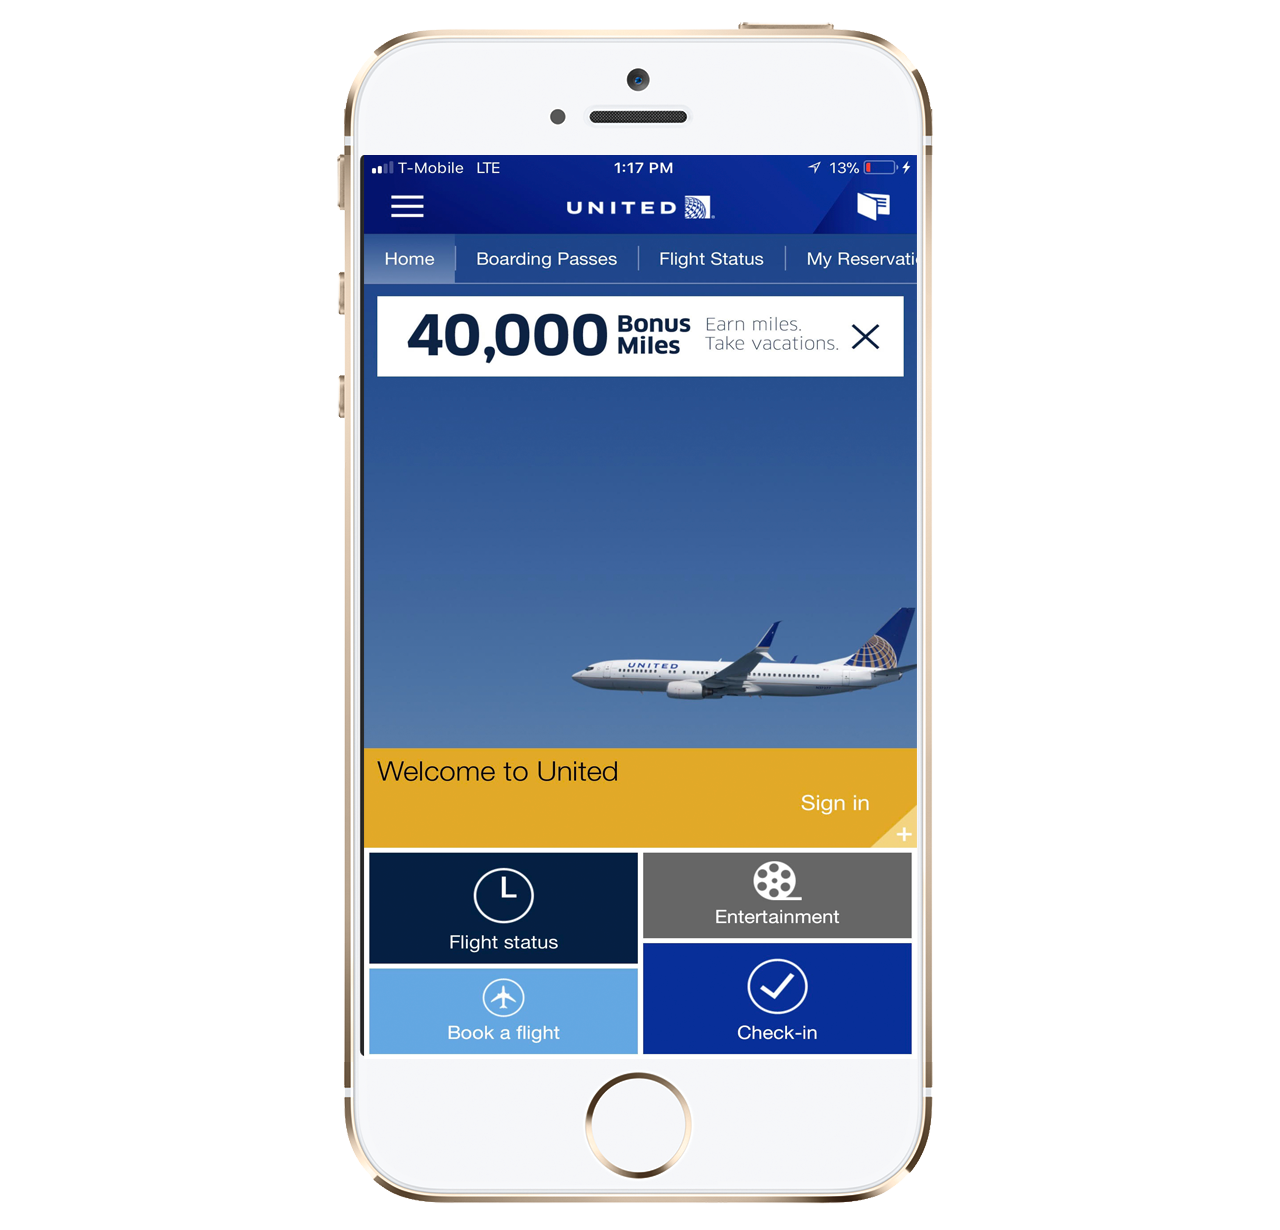 T-Mobile LTE 1:17 PM 13%
UNITED
Home Boarding Passes Flight Status My Reservati
40,000 Bonus Miles Earn miles. Take vacations.
UNITED
Welcome to United
Sign in
Flight status
Entertainment
Book a flight
Check-in